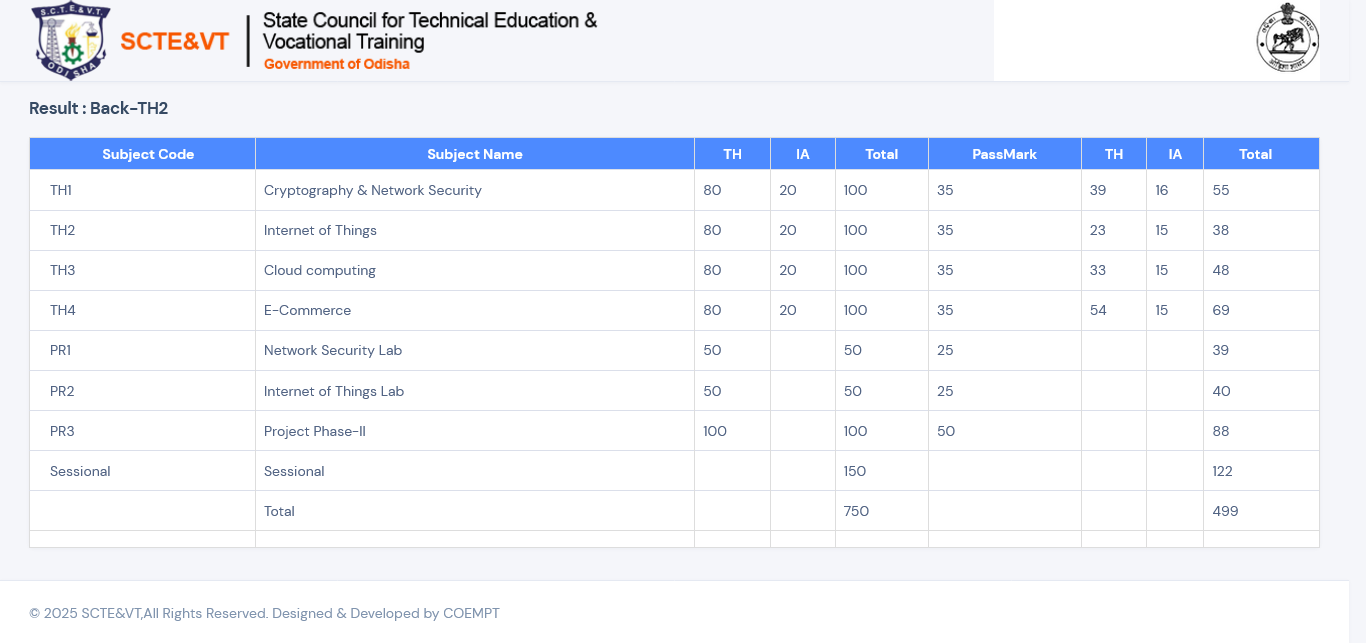 S.C.T.E.&V.T.
ODISHA
SCTE&VT
State Council for Technical Education &
Vocational Training
Government of Odisha
Result : Back-TH2
Subject Code Subject Name TH IA Total PassMark TH IA Total
TH1 Cryptography & Network Security 80 20 100 35 39 16 55
TH2 Internet of Things 80 20 100 35 23 15 38
TH3 Cloud computing 80 20 100 35 33 15 48
TH4 E-Commerce 80 20 100 35 54 15 69
PR1 Network Security Lab 50 50 25 39
PR2 Internet of Things Lab 50 50 25 40
PR3 Project Phase-II 100 100 50 88
Sessional Sessional 150 122
Total 750 499
© 2025 SCTE&VT,All Rights Reserved. Designed & Developed by COEMPT